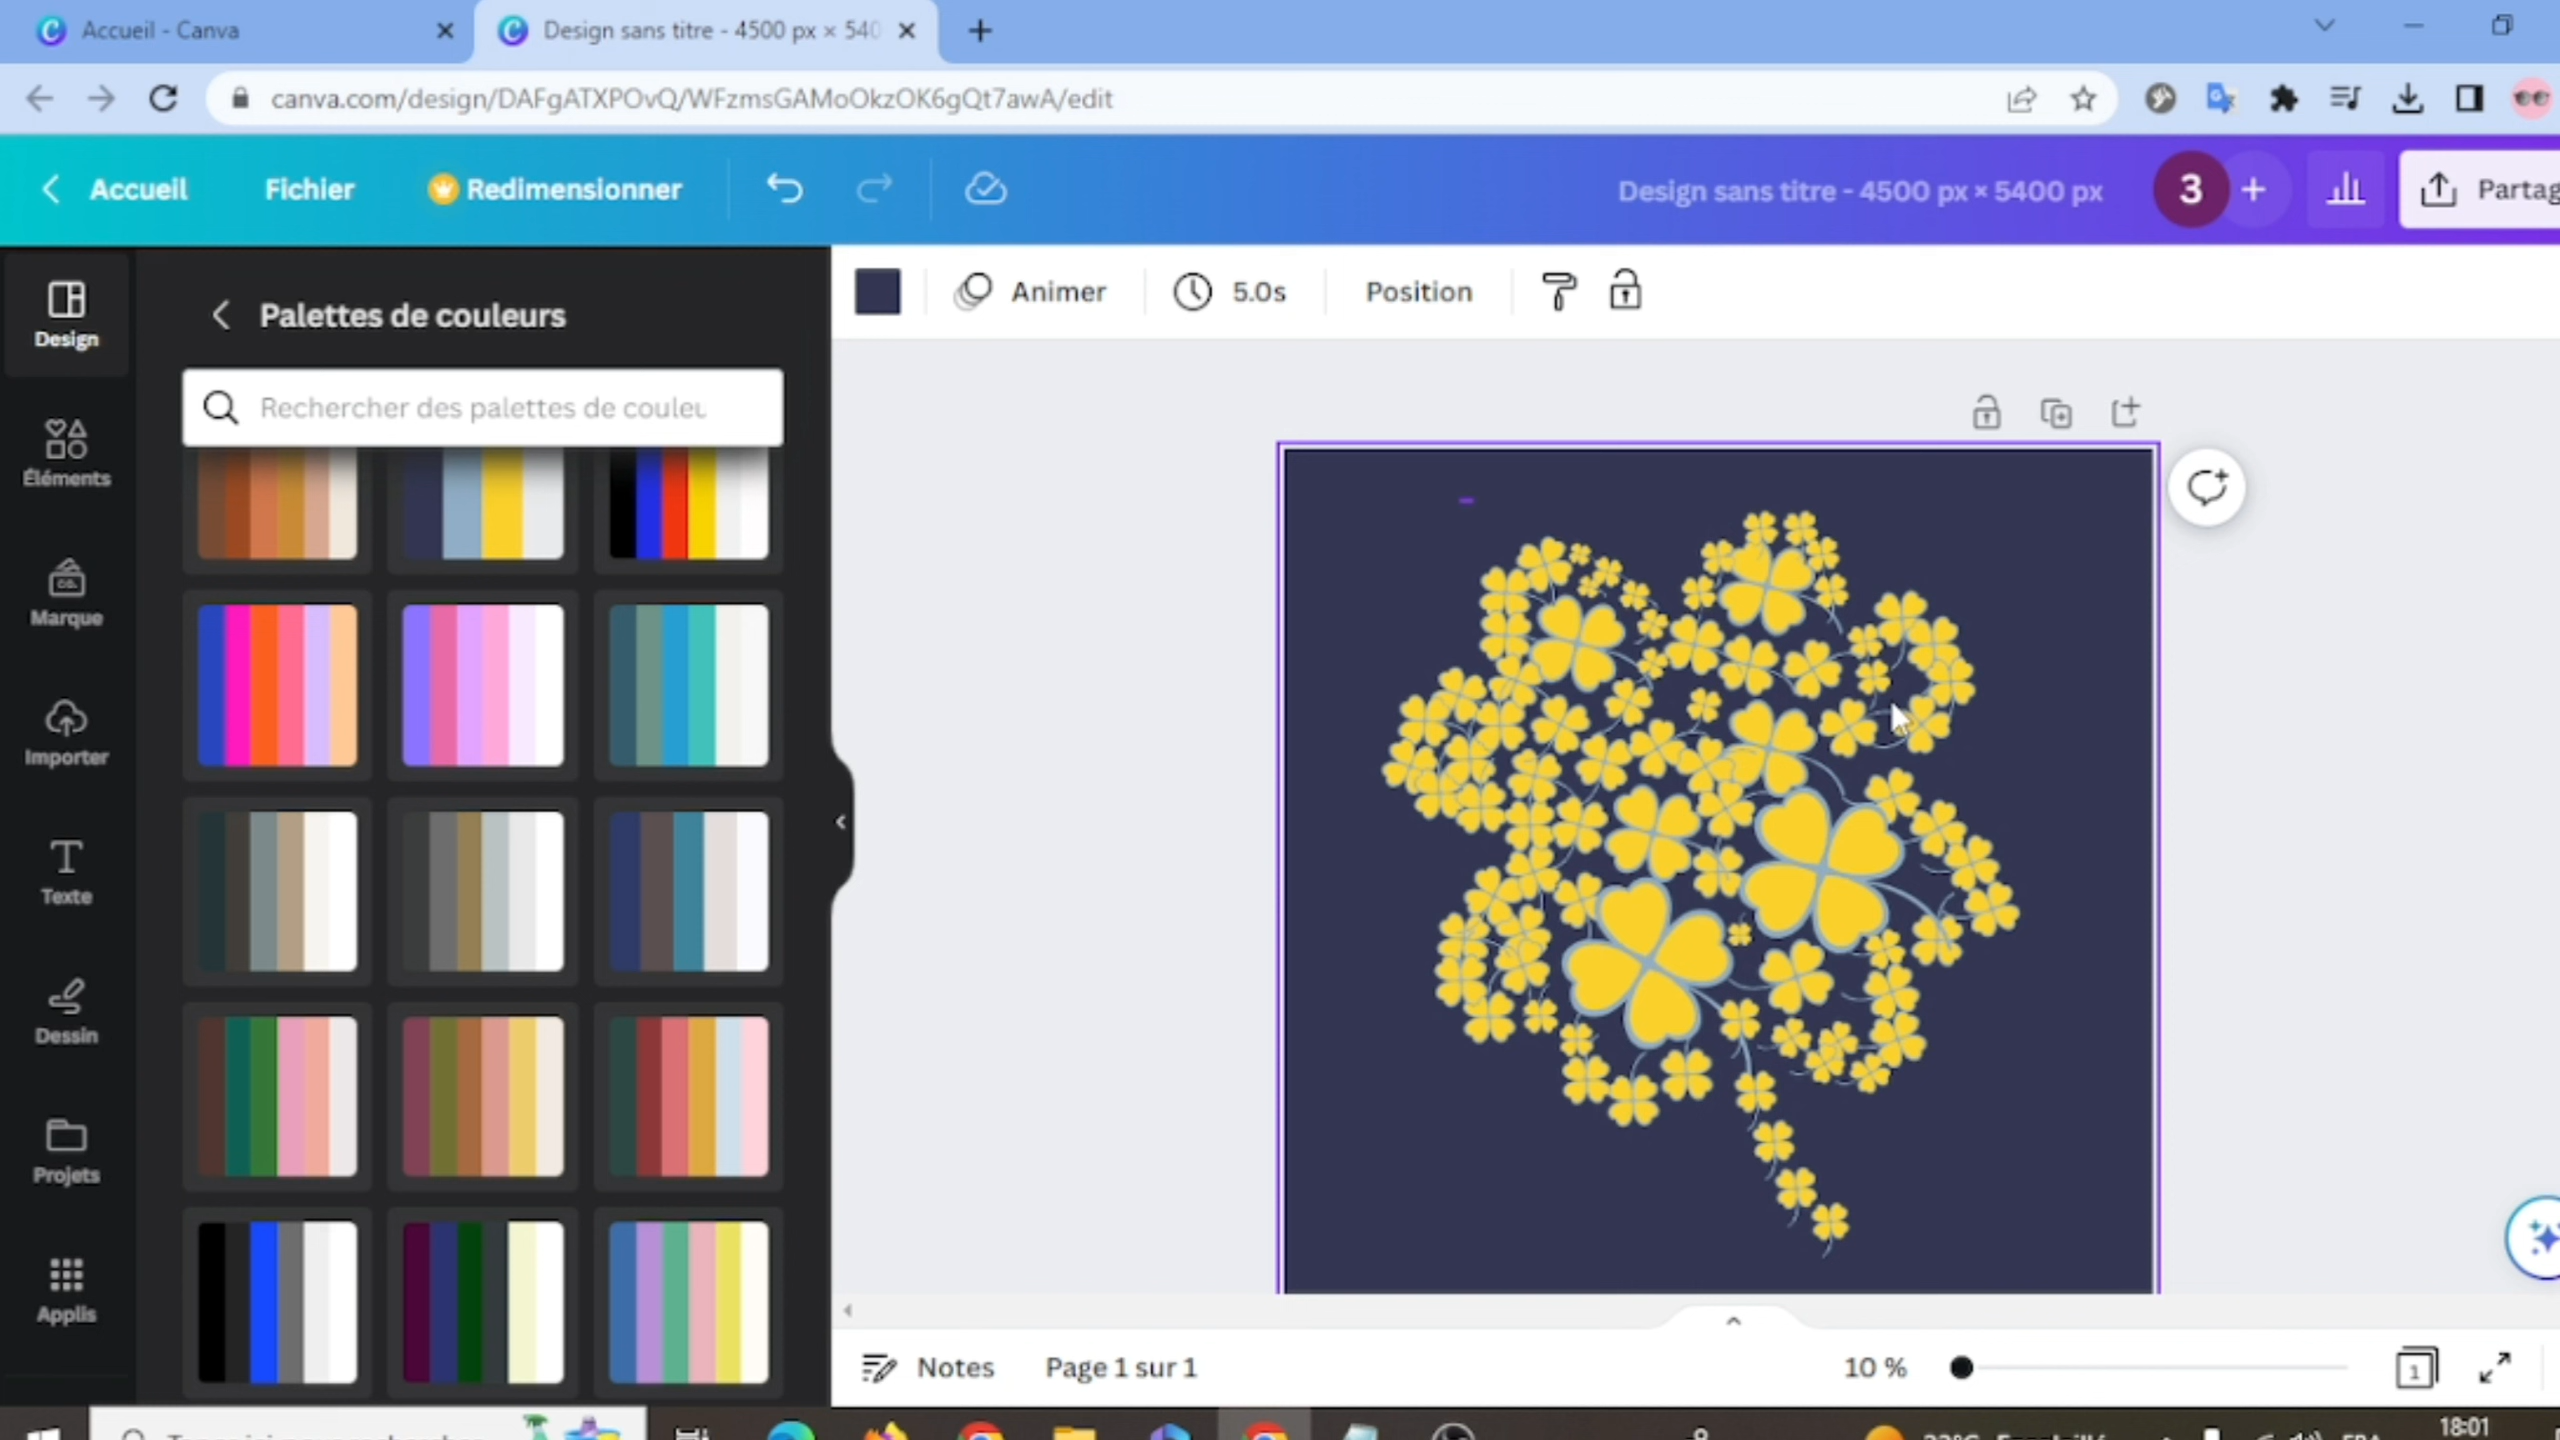 Accueil - Canva
Design sans titre - 4500 px × 540
canva.com/design/DAFgATXPOvQ/WFzmsGAMoOkzOK6gQt7awA/edit
Accueil
Fichier
Redimensionner
Design sans titre - 4500 px × 5400 px
3
Partag
Design
Éléments
Marque
CO.
Importer
Texte
Dessin
Projets
Applis
Palettes de couleurs
Rechercher des palettes de couleu
Animer
5.0s
Position
Notes
Page 1 sur 1
10 %
1
18:01